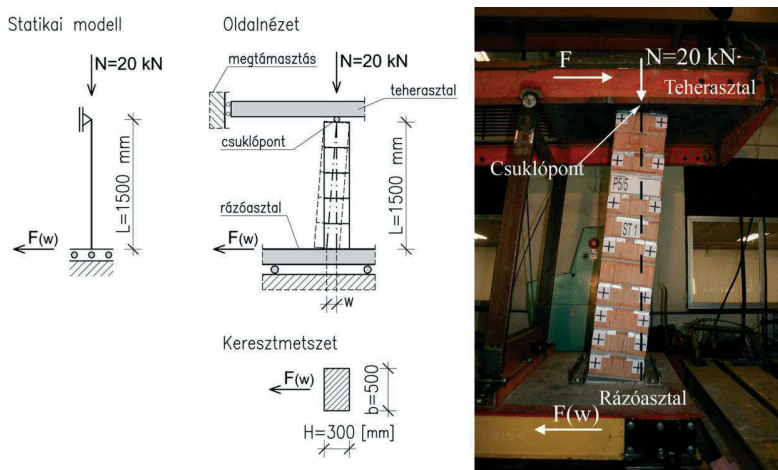 Statikai modell
N=20 kN
L=1500 mm
F(w)
Oldalnézet
N=20 kN
megtámasztás
teherasztal
csuklópont
rázóasztal
L=1500 mm
F(w)
w
Keresztmetszet
F(w)
b=500
H=300 [mm]
F
N=20 kN
Teherasztal
Csuklópont
P5/5
ST 1
Rázóasztal
F(w)